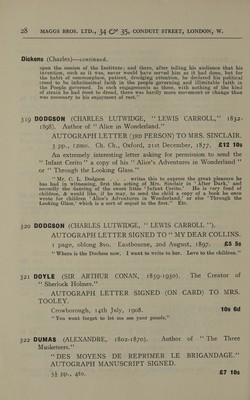 28 MAGGS BROS. LTD., 34 & 35, CONDUIT STREET, LONDON, W.
Dickens (Charles)—continued.
upon the session of the Institute; and there, after telling his audience that his
invention, such as it was, never would have served him as it had done, but for
the habit of commonplace, patient, drudging attention, he declared his political
creed to be infinitesimal faith in the people governing and illimitable faith in
the People Governed. In such engagements as these, with nothing of the kind
of strain he had most to dread, there was hardly more movement or change than
was necessary to his enjoyment of rest."
319 DODGSON (CHARLES LUTWIDGE, "LEWIS CARROLL," 1832-
1898). Author of "Alice in Wonderland."
AUTOGRAPH LETTER (3RD PERSON) TO MRS. SINCLAIR.
3 pp., 12mo. Ch. Ch., Oxford, 21st December, 1877. £12 10s
An extremely interesting letter asking for permission to send the
"Infant Cerito" a copy of his "Alice's Adventures in Wonderland"
or "Through the Looking Glass."
"Mr. C. L. Dodgson . . . writes this to express the great pleasure he
has had in witnessing, first the acting of Mrs. Sinclair in 'After Dark,' and
secondly the dancing of the sweet little 'Infant Cerito.' He is very fond of
children, & would like, if he may, to send the child a copy of a book he once
wrote for children 'Alice's Adventures in Wonderland,' or else 'Through the
Looking Glass,' which is a sort of sequel to the first." Etc.
320 DODGSON (CHARLES LUTWIDGE, "LEWIS CARROLL").
AUTOGRAPH LETTER SIGNED TO "MY DEAR COLLINS.
1 page, oblong 8vo. Eastbourne, 2nd August, 1897. £5 5s
"Where is the Dodson now. I want to write to her. Love to the children."
321 DOYLE (SIR ARTHUR CONAN, 1859-1930). The Creator of
"Sherlock Holmes."
AUTOGRAPH LETTER SIGNED (ON CARD) TO MRS.
TOOLEY.
Crowborough, 14th July, 1908. 10s 6d
"You wont forget to let me see your panels."
322 DUMAS (ALEXANDRE, 1802-1870). Author of "The Three
Musketeers."
"DES MOYENS DE REPRIMER LE BRIGANDAGE."
AUTOGRAPH MANUSCRIPT SIGNED.
5½ pp., 4to. £7 10s